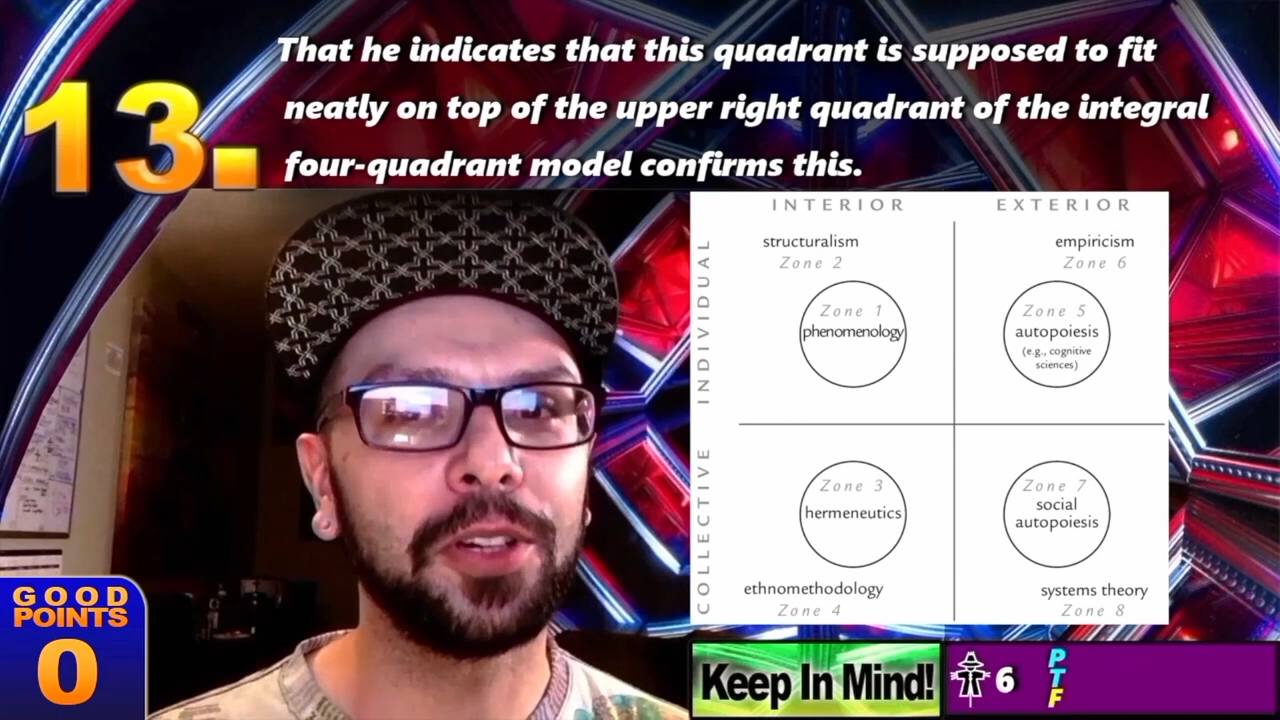 13.
That he indicates that this quadrant is supposed to fit
neatly on top of the upper right quadrant of the integral
four-quadrant model confirms this.
INTERIOR
EXTERIOR
INDIVIDUAL
COLLECTIVE
structuralism
Zone 2
Zone 1
phenomenology
empiricism
Zone 6
Zone 5
autopoiesis
(e.g., cognitive
sciences)
Zone 3
hermeneutics
ethnomethodology
Zone 4
Zone 7
social
autopoiesis
systems theory
Zone 8
GOOD
POINTS
0
Keep In Mind!
6
P
T
F